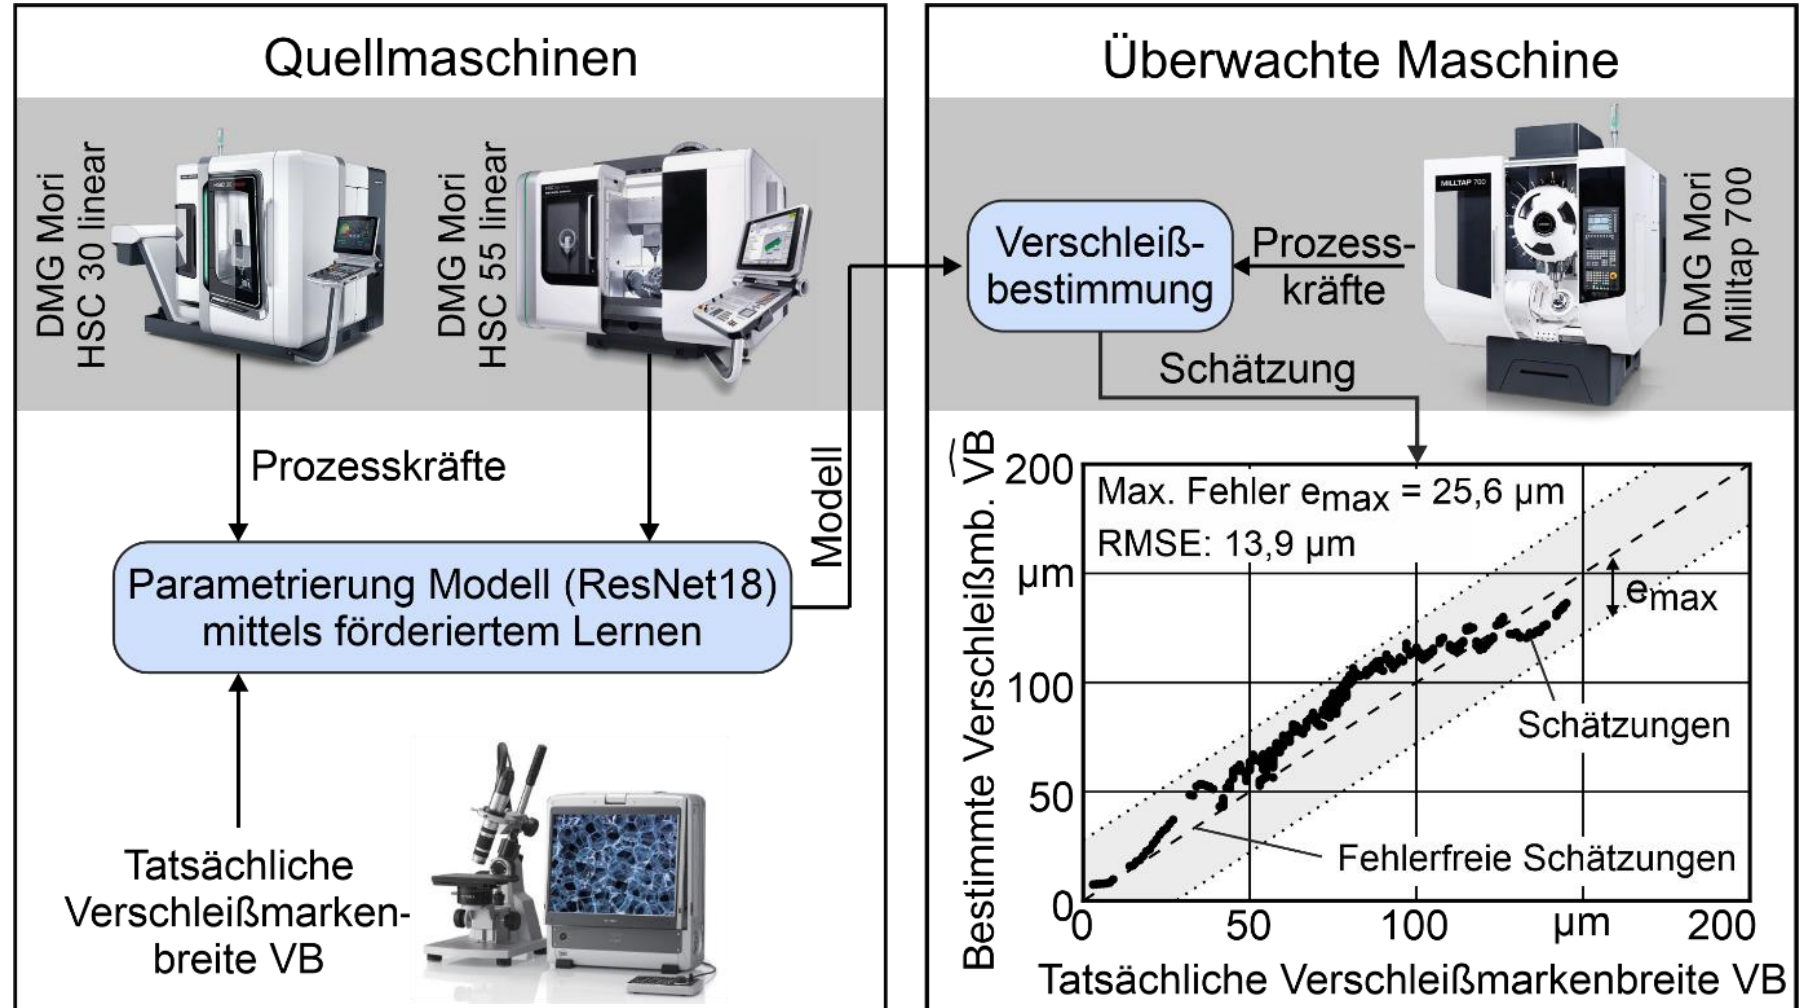 Quellmaschinen
DMG Mori
HSC 30 linear
DMG Mori
HSC 55 linear
Prozesskräfte
Parametrierung Modell (ResNet18)
mittels förderiertem Lernen
Modell
Tatsächliche
Verschleißmarken-
breite VB
Überwachte Maschine
Verschleiß-
bestimmung
Prozess-
kräfte
MILLTAP 700
DMG Mori
Milltap 700
Schätzung
Bestimmte Verschleißmb. V̂B
200
µm
100
50
0
Max. Fehler emax = 25,6 µm
RMSE: 13,9 µm
emax
Schätzungen
Fehlerfreie Schätzungen
0 50 100 µm 200
Tatsächliche Verschleißmarkenbreite VB